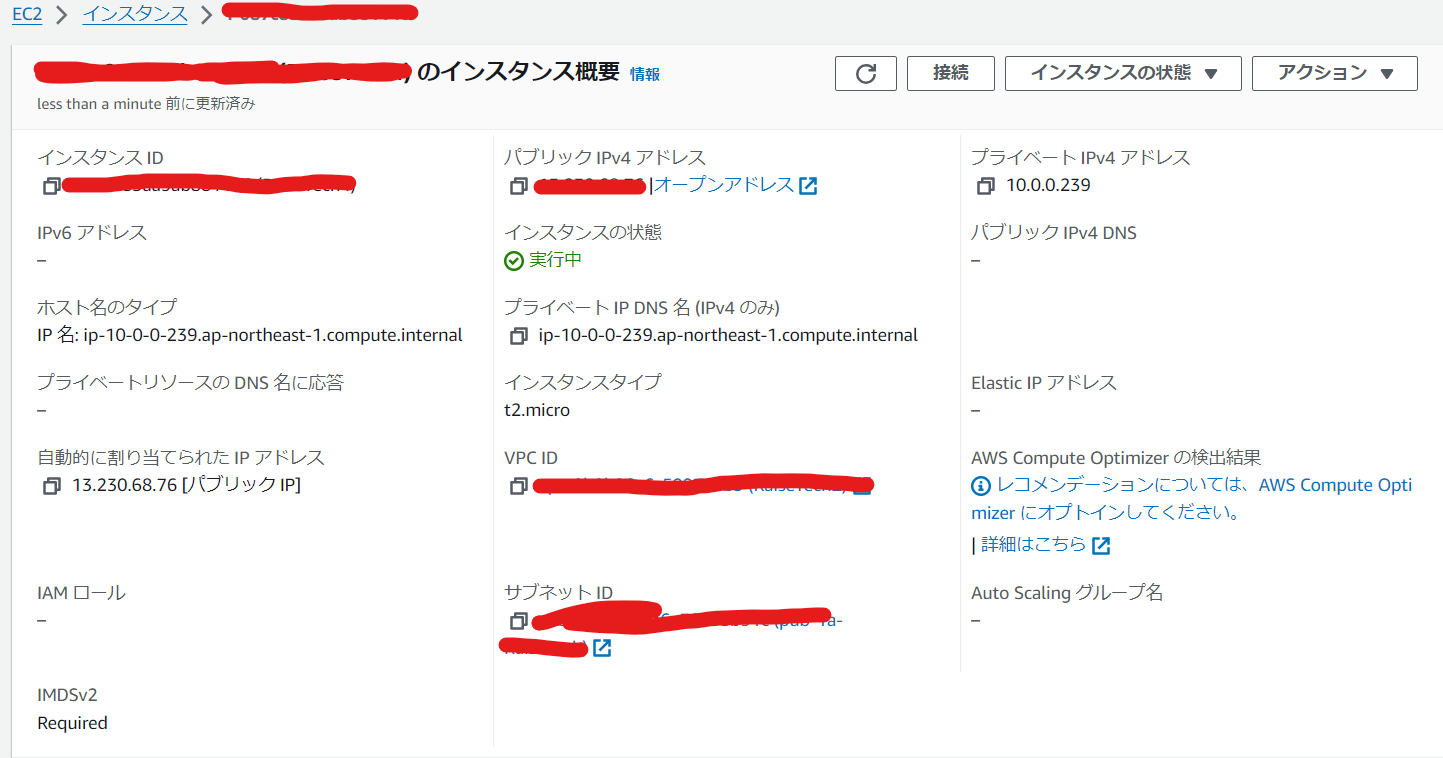 EC2 > インスタンス >
のインスタンス概要 情報
接続
インスタンスの状態 ▼
アクション ▼
less than a minute 前に更新済み
インスタンス ID
パブリック IPv4 アドレス
|オープンアドレス
プライベート IPv4 アドレス
10.0.0.239
IPv6 アドレス
–
インスタンスの状態
実行中
パブリック IPv4 DNS
–
ホスト名のタイプ
IP 名: ip-10-0-0-239.ap-northeast-1.compute.internal
プライベート IP DNS 名 (IPv4 のみ)
ip-10-0-0-239.ap-northeast-1.compute.internal
プライベートリソースの DNS 名に応答
–
インスタンスタイプ
t2.micro
Elastic IP アドレス
–
自動的に割り当てられた IP アドレス
13.230.68.76 [パブリック IP]
VPC ID
AWS Compute Optimizer の検出結果
レコメンデーションについては、AWS Compute Opti
mizer にオプトインしてください。
| 詳細はこちら
IAM ロール
–
サブネット ID
Auto Scaling グループ名
–
IMDSv2
Required